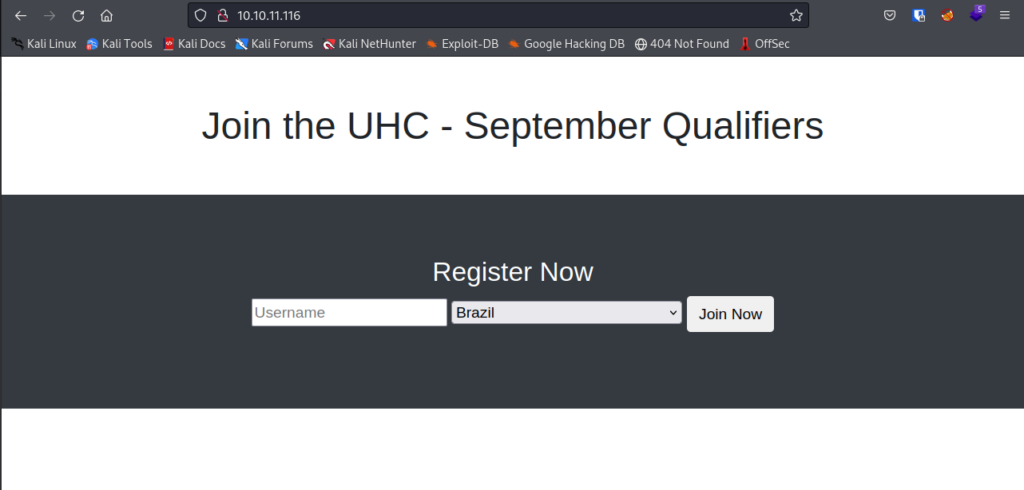 10.10.11.116
5
Kali Linux Kali Tools Kali Docs Kali Forums Kali NetHunter Exploit-DB Google Hacking DB 404 Not Found OffSec
Join the UHC - September Qualifiers
Register Now
Username Brazil Join Now